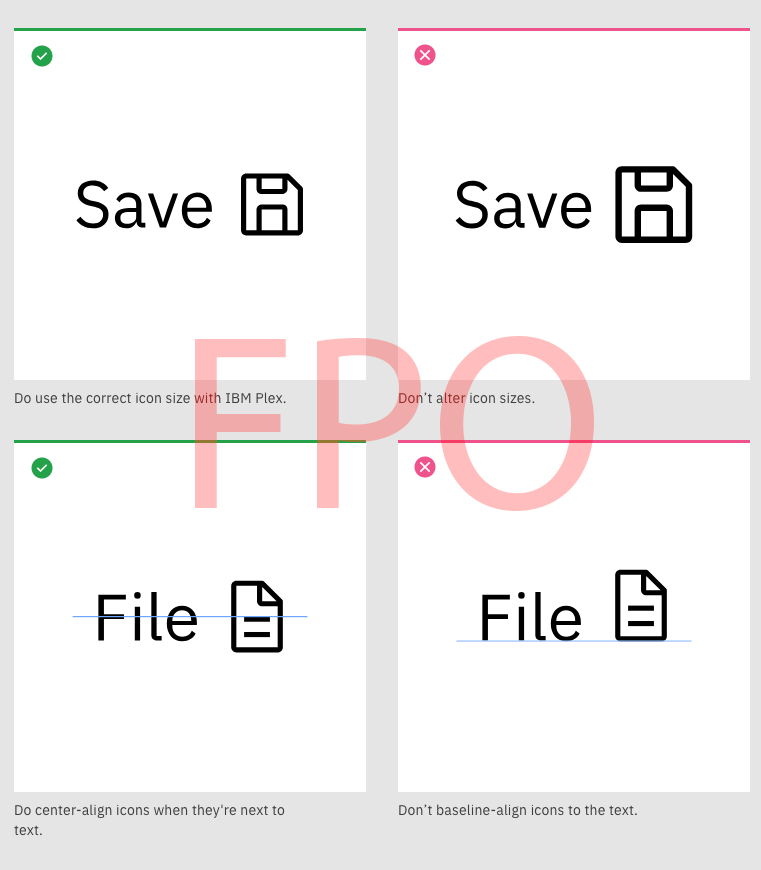 Save
Save
FPO
Do use the correct icon size with IBM Plex.
Don’t alter icon sizes.
File
File
Do center-align icons when they're next to
text.
Don’t baseline-align icons to the text.